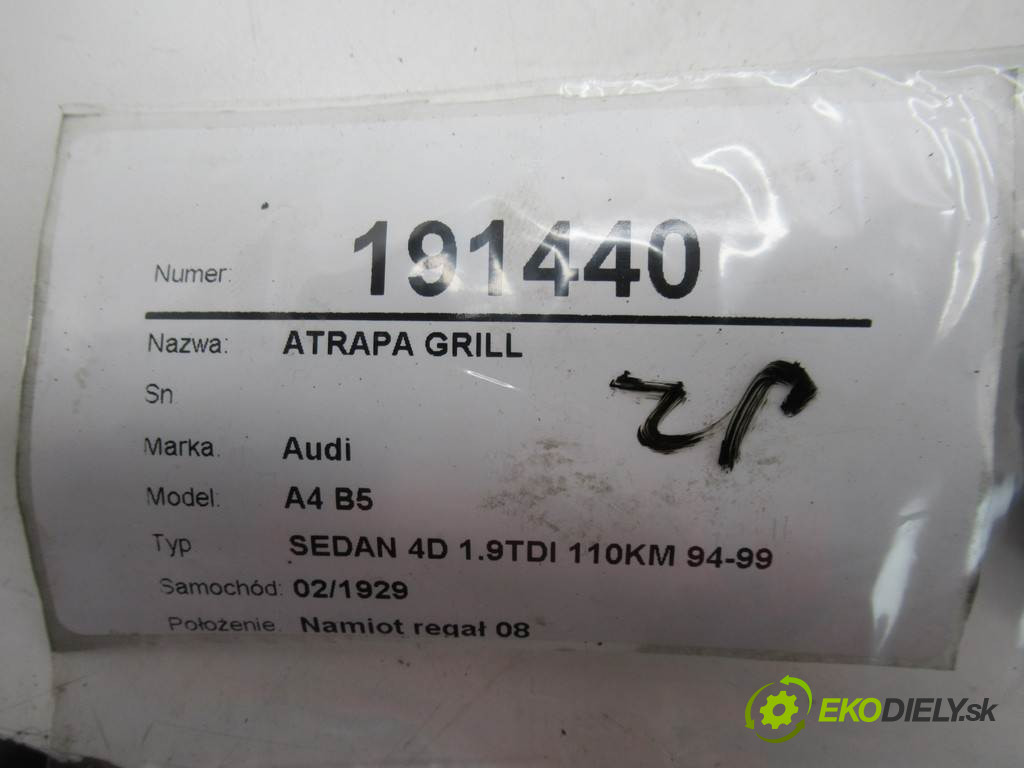 Numer: 191440
Nazwa: ATRAPA GRILL
Sn
Marka. Audi
Model: A4 B5
Typ SEDAN 4D 1.9TDI 110KM 94-99
Samochód: 02/1929
Położenie. Namiot regał 08
EKODIELY.sk